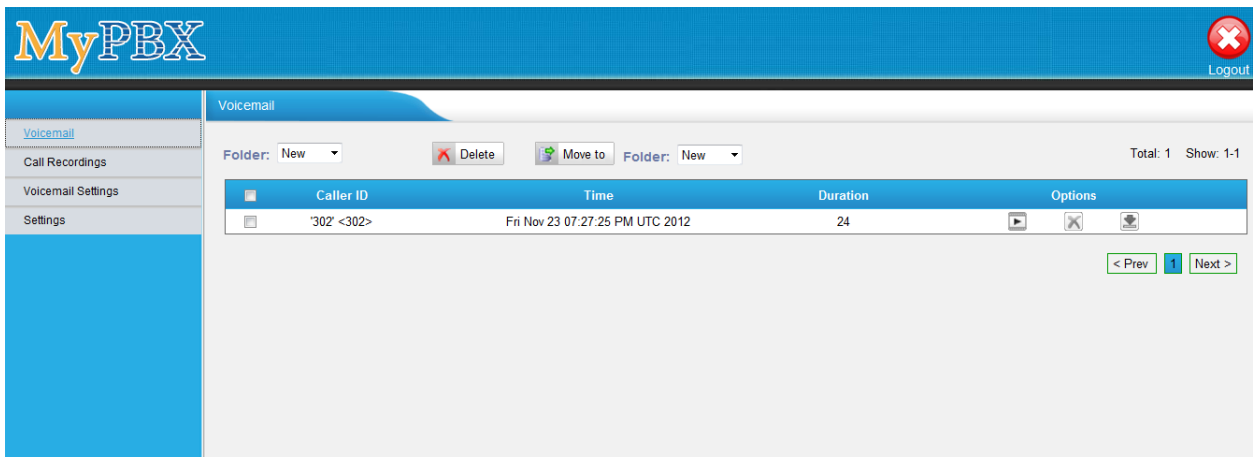 MyPBX
Logout
Voicemail
Voicemail
Call Recordings
Voicemail Settings
Settings
Folder: New Delete Move to Folder: New Total: 1 Show: 1-1
Caller ID Time Duration Options
'302' <302> Fri Nov 23 07:27:25 PM UTC 2012 24
< Prev 1 Next >